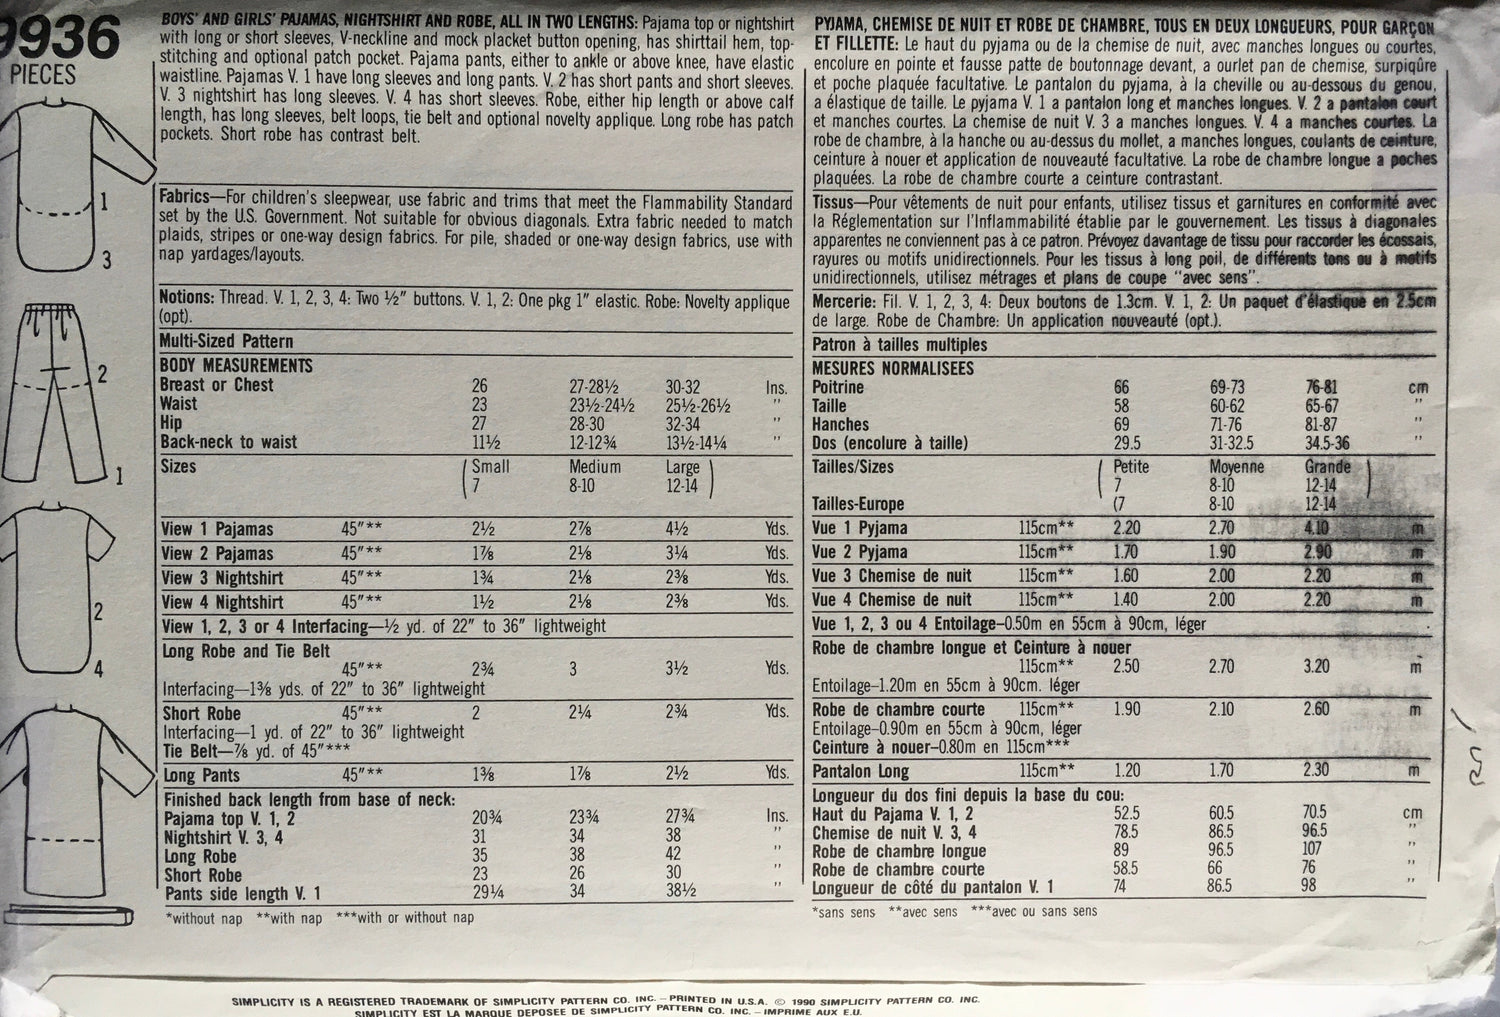 9936
PIECES
1
3
2
1
2
4
BOYS' AND GIRLS' PAJAMAS, NIGHTSHIRT AND ROBE, ALL IN TWO LENGTHS: Pajama top or nightshirt
with long or short sleeves, V-neckline and mock placket button opening, has shirttail hem, top-
stitching and optional patch pocket. Pajama pants, either to ankle or above knee, have elastic
waistline. Pajamas V. 1 have long sleeves and long pants. V. 2 has short pants and short sleeves.
V. 3 nightshirt has long sleeves. V. 4 has short sleeves. Robe, either hip length or above calf
length, has long sleeves, belt loops, tie belt and optional novelty applique. Long robe has patch
pockets. Short robe has contrast belt.
Fabrics—For children's sleepwear, use fabric and trims that meet the Flammability Standard
set by the U.S. Government. Not suitable for obvious diagonals. Extra fabric needed to match
plaids, stripes or one-way design fabrics. For pile, shaded or one-way design fabrics, use with
nap yardages/layouts.
Notions: Thread. V. 1, 2, 3, 4: Two ½" buttons. V. 1, 2: One pkg 1" elastic. Robe: Novelty applique
(opt).
Multi-Sized Pattern
BODY MEASUREMENTS
Breast or Chest 26 27-28½ 30-32 Ins.
Waist 23 23½-24½ 25½-26½ "
Hip 27 28-30 32-34 "
Back-neck to waist 11½ 12-12¾ 13½-14¼ "
Sizes (Small Medium Large)
7 8-10 12-14
View 1 Pajamas 45"** 2½ 2⅞ 4½ Yds.
View 2 Pajamas 45"** 1⅞ 2⅛ 3¼ Yds.
View 3 Nightshirt 45"** 1¾ 2⅛ 2⅜ Yds.
View 4 Nightshirt 45"** 1½ 2⅛ 2⅜ Yds.
View 1, 2, 3 or 4 Interfacing—½ yd. of 22" to 36" lightweight
Long Robe and Tie Belt
45"** 2¾ 3 3½ Yds.
Interfacing—1⅜ yds. of 22" to 36" lightweight
Short Robe 45"** 2 2¼ 2¾ Yds.
Interfacing—1 yd. of 22" to 36" lightweight
Tie Belt—⅞ yd. of 45"***
Long Pants 45"** 1⅜ 1⅞ 2½ Yds.
Finished back length from base of neck:
Pajama top V. 1, 2 20¾ 23¾ 27¾ Ins.
Nightshirt V. 3, 4 31 34 38 "
Long Robe 35 38 42 "
Short Robe 23 26 30 "
Pants side length V. 1 29¼ 34 38½ "
*without nap **with nap ***with or without nap
PYJAMA, CHEMISE DE NUIT ET ROBE DE CHAMBRE, TOUS EN DEUX LONGUEURS, POUR GARÇON
ET FILLETTE: Le haut du pyjama ou de la chemise de nuit, avec manches longues ou courtes,
encolure en pointe et fausse patte de boutonnage devant, a ourlet pan de chemise, surpiqûre
et poche plaquée facultative. Le pantalon du pyjama, à la cheville ou au-dessous du genou,
a élastique de taille. Le pyjama V. 1 a pantalon long et manches longues. V. 2 a pantalon court
et manches courtes. La chemise de nuit V. 3 a manches longues. V. 4 a manches courtes. La
robe de chambre, à la hanche ou au-dessus du mollet, a manches longues, coulants de ceinture,
ceinture à nouer et application de nouveauté facultative. La robe de chambre longue a poches
plaquées. La robe de chambre courte a ceinture contrastant.
Tissus—Pour vêtements de nuit pour enfants, utilisez tissus et garnitures en conformité avec
la Réglementation sur l'Inflammabilité établie par le gouvernement. Les tissus à diagonales
apparentes ne conviennent pas à ce patron. Prévoyez davantage de tissu pour raccorder les écossais,
rayures ou motifs unidirectionnels. Pour les tissus à long poil, de différents tons ou à motifs
unidirectionnels, utilisez métrages et plans de coupe "avec sens".
Mercerie: Fil. V. 1, 2, 3, 4: Deux boutons de 1.3cm. V. 1, 2: Un paquet d'élastique en 2.5cm
de large. Robe de Chambre: Un application nouveauté (opt.).
Patron à tailles multiples
MESURES NORMALISEES
Poitrine 66 69-73 76-81 cm
Taille 58 60-62 65-67 "
Hanches 69 71-76 81-87 "
Dos (encolure à taille) 29.5 31-32.5 34.5-36 "
Tailles/Sizes (Petite Moyenne Grande)
7 8-10 12-14
Tailles-Europe (7 8-10 12-14
Vue 1 Pyjama 115cm** 2.20 2.70 4.10 m
Vue 2 Pyjama 115cm** 1.70 1.90 2.90 m
Vue 3 Chemise de nuit 115cm** 1.60 2.00 2.20 m
Vue 4 Chemise de nuit 115cm** 1.40 2.00 2.20 m
Vue 1, 2, 3 ou 4 Entoilage–0.50m en 55cm à 90cm, léger
Robe de chambre longue et Ceinture à nouer
115cm** 2.50 2.70 3.20 m
Entoilage–1.20m en 55cm à 90cm. léger
Robe de chambre courte 115cm** 1.90 2.10 2.60 m
Entoilage–0.90m en 55cm à 90cm, léger
Ceinture à nouer–0.80m en 115cm***
Pantalon Long 115cm** 1.20 1.70 2.30 m
Longueur du dos fini depuis la base du cou:
Haut du Pajama V. 1, 2 52.5 60.5 70.5 cm
Chemise de nuit V. 3, 4 78.5 86.5 96.5 "
Robe de chambre longue 89 96.5 107 "
Robe de chambre courte 58.5 66 76 "
Longueur de côté du pantalon V. 1 74 86.5 98 "
*sans sens **avec sens ***avec ou sans sens
SIMPLICITY IS A REGISTERED TRADEMARK OF SIMPLICITY PATTERN CO. INC. – PRINTED IN U.S.A. © 1990 SIMPLICITY PATTERN CO. INC.
SIMPLICITY EST LA MARQUE DEPOSEE DE SIMPLICITY PATTERN CO. INC. – IMPRIME AUX E.U.